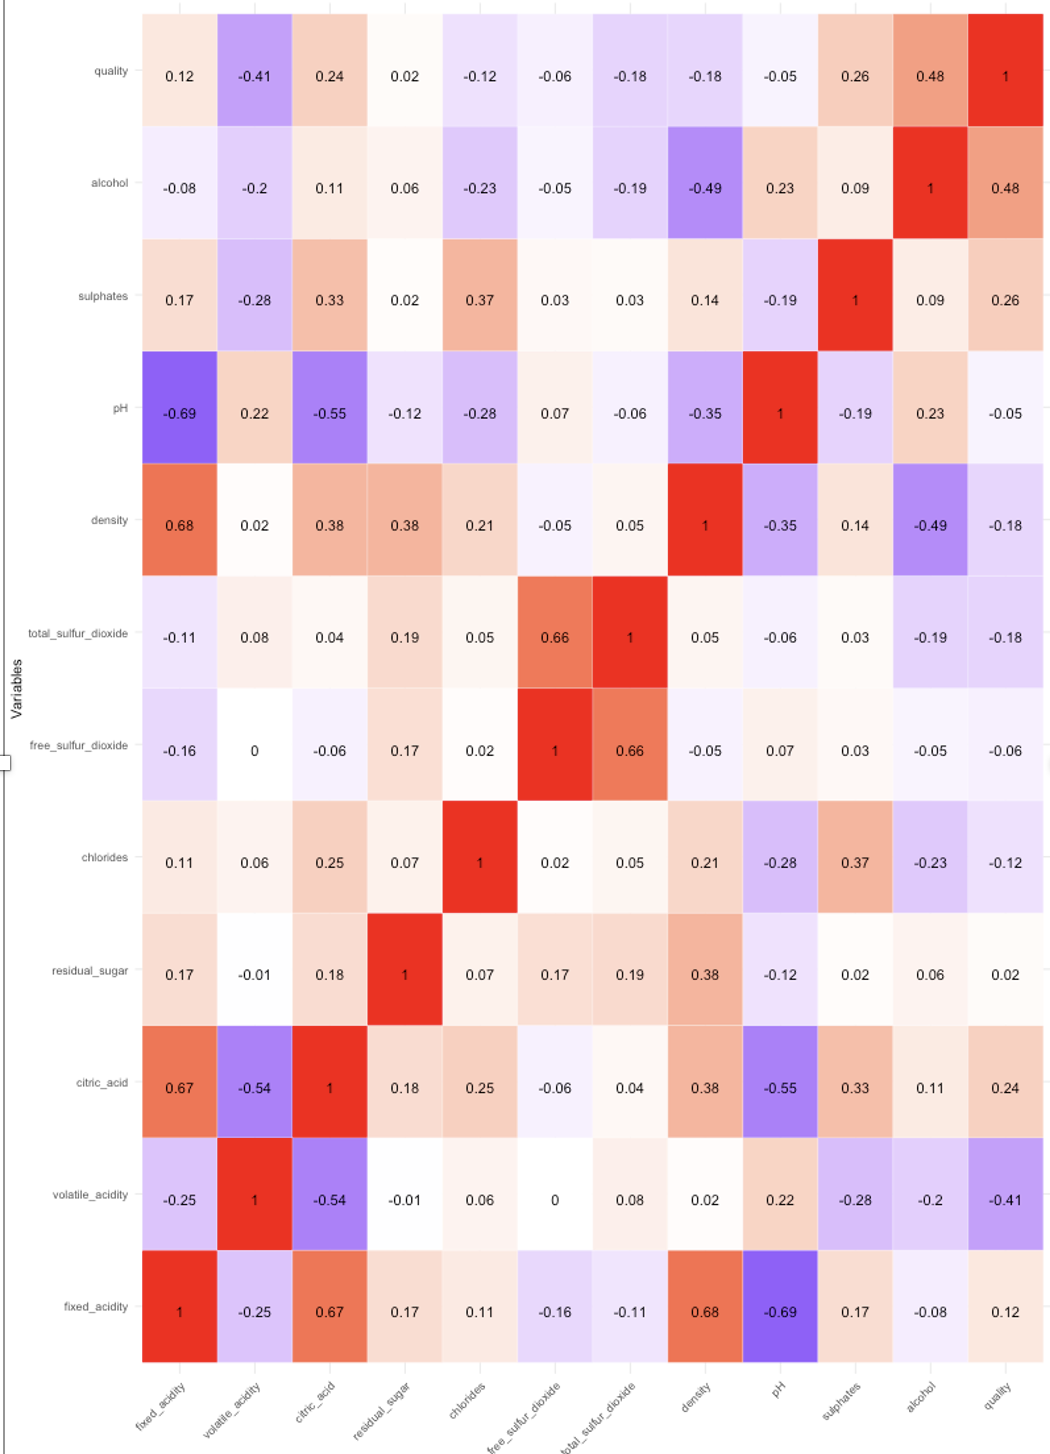 quality 0.12 -0.41 0.24 0.02 -0.12 -0.06 -0.18 -0.18 -0.05 0.26 0.48 1
alcohol -0.08 -0.2 0.11 0.06 -0.23 -0.05 -0.19 -0.49 0.23 0.09 1 0.48
sulphates 0.17 -0.28 0.33 0.02 0.37 0.03 0.03 0.14 -0.19 1 0.09 0.26
pH -0.69 0.22 -0.55 -0.12 -0.28 0.07 -0.06 -0.35 1 -0.19 0.23 -0.05
density 0.68 0.02 0.38 0.38 0.21 -0.05 0.05 1 -0.35 0.14 -0.49 -0.18
total_sulfur_dioxide -0.11 0.08 0.04 0.19 0.05 0.66 1 0.05 -0.06 0.03 -0.19 -0.18
Variables
free_sulfur_dioxide -0.16 0 -0.06 0.17 0.02 1 0.66 -0.05 0.07 0.03 -0.05 -0.06
chlorides 0.11 0.06 0.25 0.07 1 0.02 0.05 0.21 -0.28 0.37 -0.23 -0.12
residual_sugar 0.17 -0.01 0.18 1 0.07 0.17 0.19 0.38 -0.12 0.02 0.06 0.02
citric_acid 0.67 -0.54 1 0.18 0.25 -0.06 0.04 0.38 -0.55 0.33 0.11 0.24
volatile_acidity -0.25 1 -0.54 -0.01 0.06 0 0.08 0.02 0.22 -0.28 -0.2 -0.41
fixed_acidity 1 -0.25 0.67 0.17 0.11 -0.16 -0.11 0.68 -0.69 0.17 -0.08 0.12
fixed_acidity volatile_acidity citric_acid residual_sugar chlorides free_sulfur_dioxide total_sulfur_dioxide density pH sulphates alcohol quality